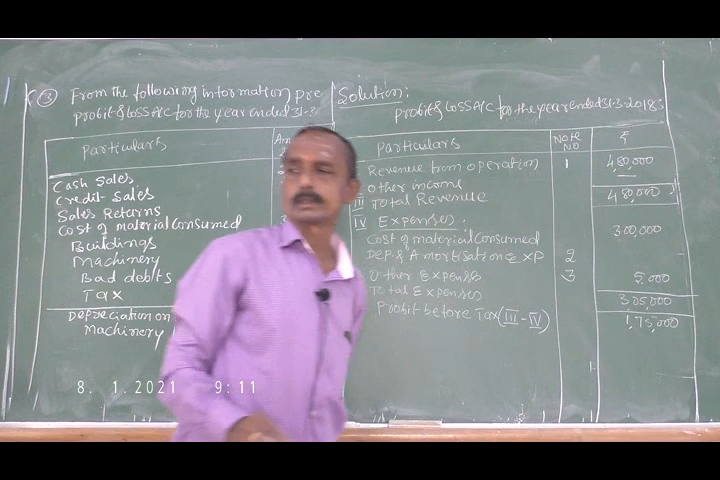 ③ From the following information pre
profit & Loss A/C for the year ended 31-3
Particulars
Am
Cash Sales
Credit Sales
Sales Returns
Cost of material Consumed
Buildings
Machinery
Bad debts
Tax
Depreciation on
Machinery
Solution:
Profit & Loss A/C for the year ended 31-3-2018:
Particulars Note No ₹
Revenue from operation 1 4,80,000
Other income
III Total Revenue 4,80,000
IV Expenses.
Cost of material Consumed 3,00,000
DEP & Amortisation EXP 2
Other Expenses 3 5,000
Total Expenses 3,05,000
Profit before Tax (III - IV) 1,75,000
8. 1.2021 9:11